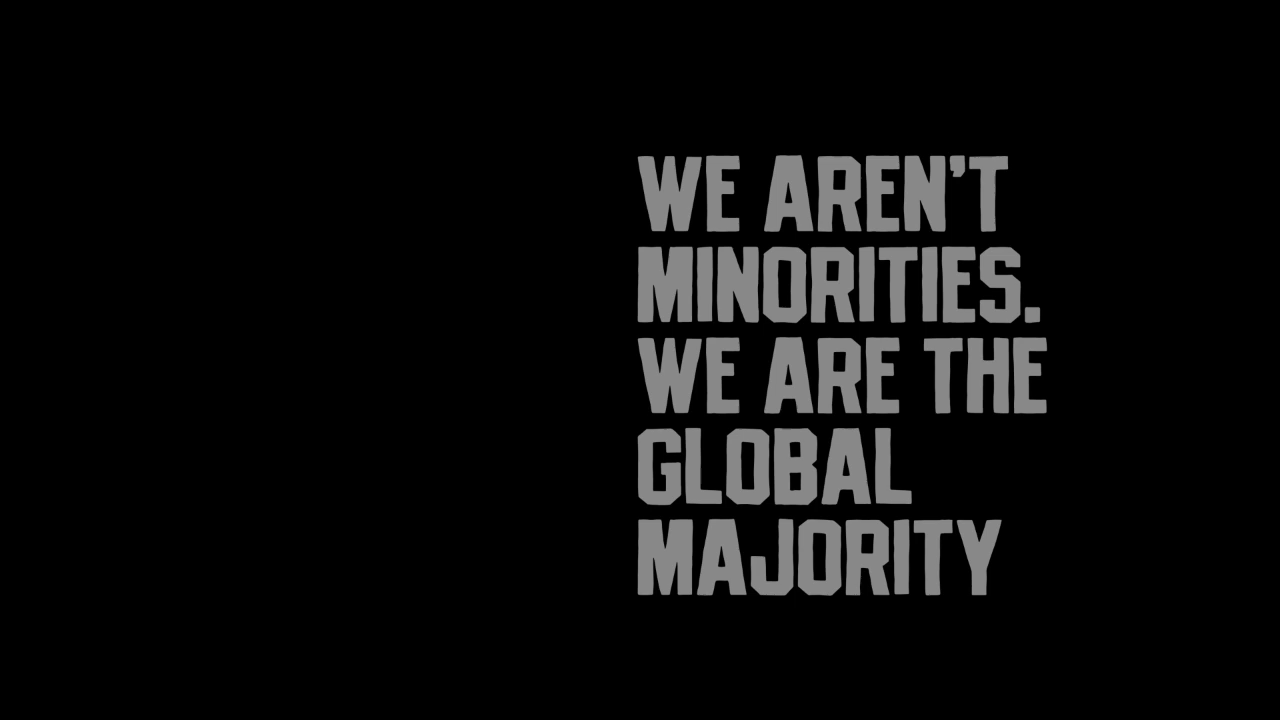 WE AREN'T
MINORITIES.
WE ARE THE
GLOBAL
MAJORITY